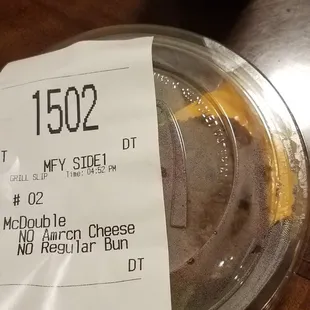 1502
T DT
MFY SIDE1
GRILL SLIP Time: 04:52 PM
# 02
McDouble
NO Amrcn Cheese
NO Regular Bun
DT